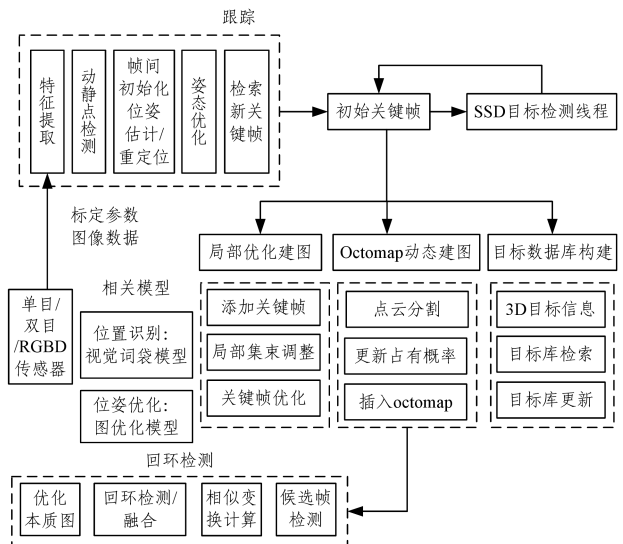 跟踪
特征提取
动静点检测
帧间
初始化
位姿
估计/
重定位
姿态优化
检索
新关
键帧
初始关键帧
SSD目标检测线程
标定参数
图像数据
局部优化建图
Octomap动态建图
目标数据库构建
相关模型
单目/
双目
/RGBD
传感器
位置识别:
视觉词袋模型
位姿优化:
图优化模型
添加关键帧
局部集束调整
关键帧优化
点云分割
更新占有概率
插入octomap
3D目标信息
目标库检索
目标库更新
回环检测
优化
本质图
回环检测/
融合
相似变
换计算
候选帧
检测